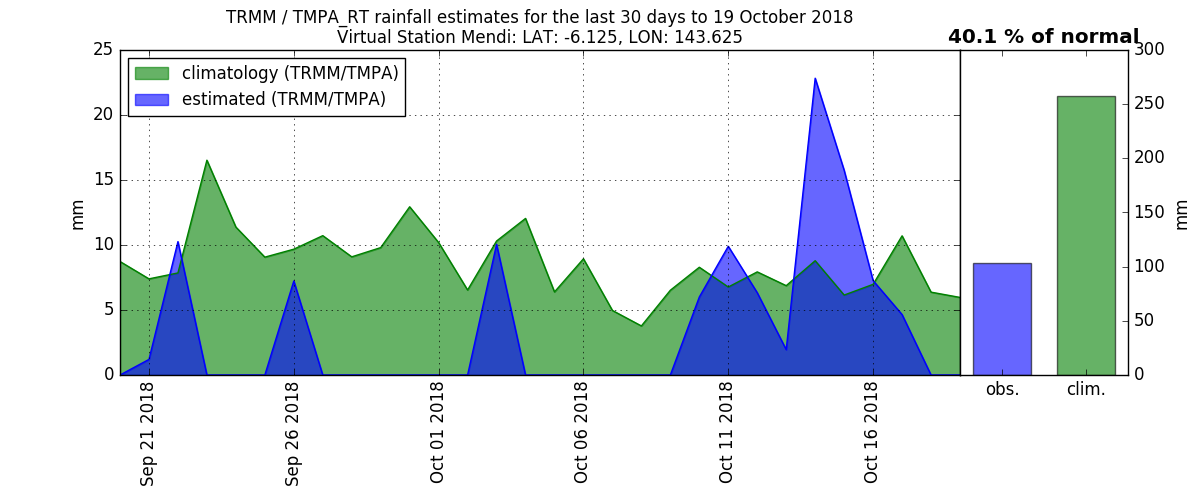 TRMM / TMPA_RT rainfall estimates for the last 30 days to 19 October 2018
Virtual Station Mendi: LAT: -6.125, LON: 143.625
40.1 % of normal
climatology (TRMM/TMPA)
estimated (TRMM/TMPA)
25
20
15
10
5
0
mm
Sep 21 2018
Sep 26 2018
Oct 01 2018
Oct 06 2018
Oct 11 2018
Oct 16 2018
300
250
200
150
100
50
0
mm
obs.
clim.